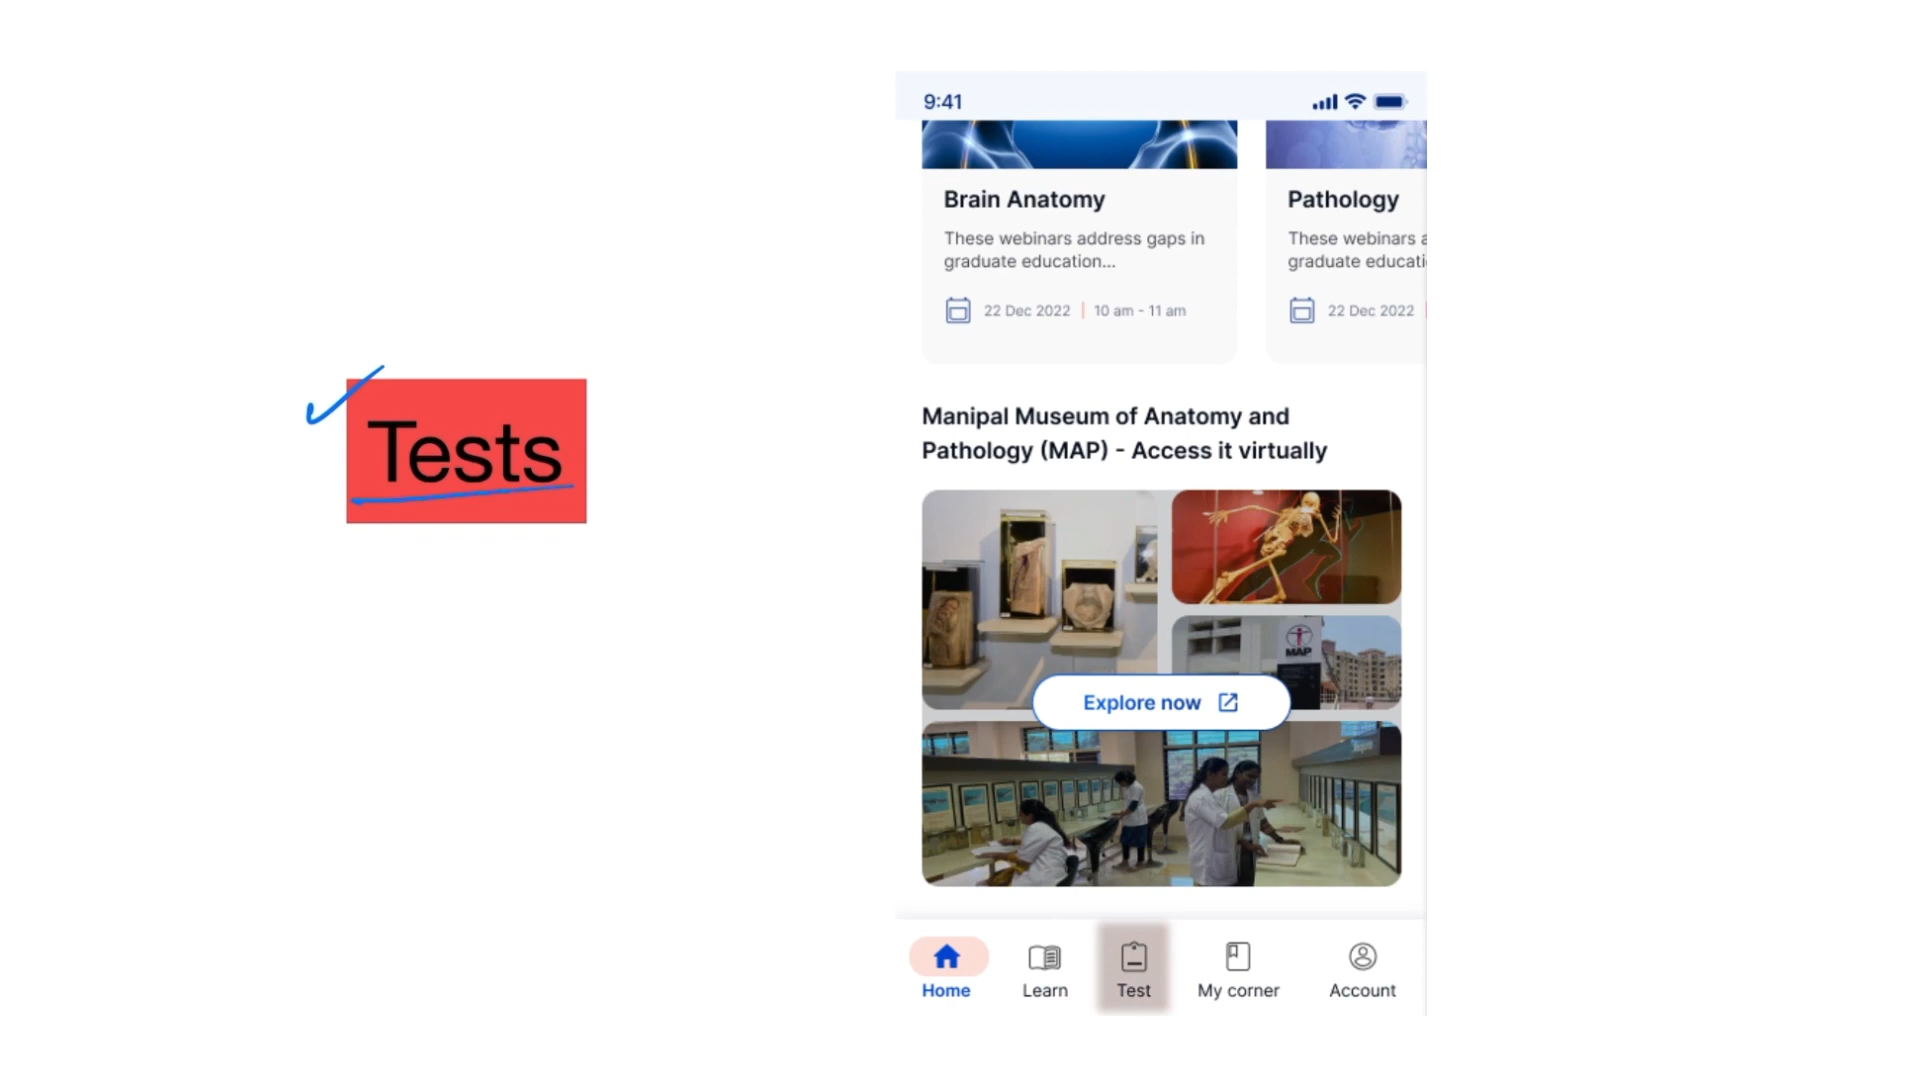 Tests
9:41
Brain Anatomy
These webinars address gaps in
graduate education...
22 Dec 2022 | 10 am - 11 am
Pathology
These webinars a
graduate educati
22 Dec 2022
Manipal Museum of Anatomy and
Pathology (MAP) - Access it virtually
MAP
Explore now
Home
Learn
Test
My corner
Account